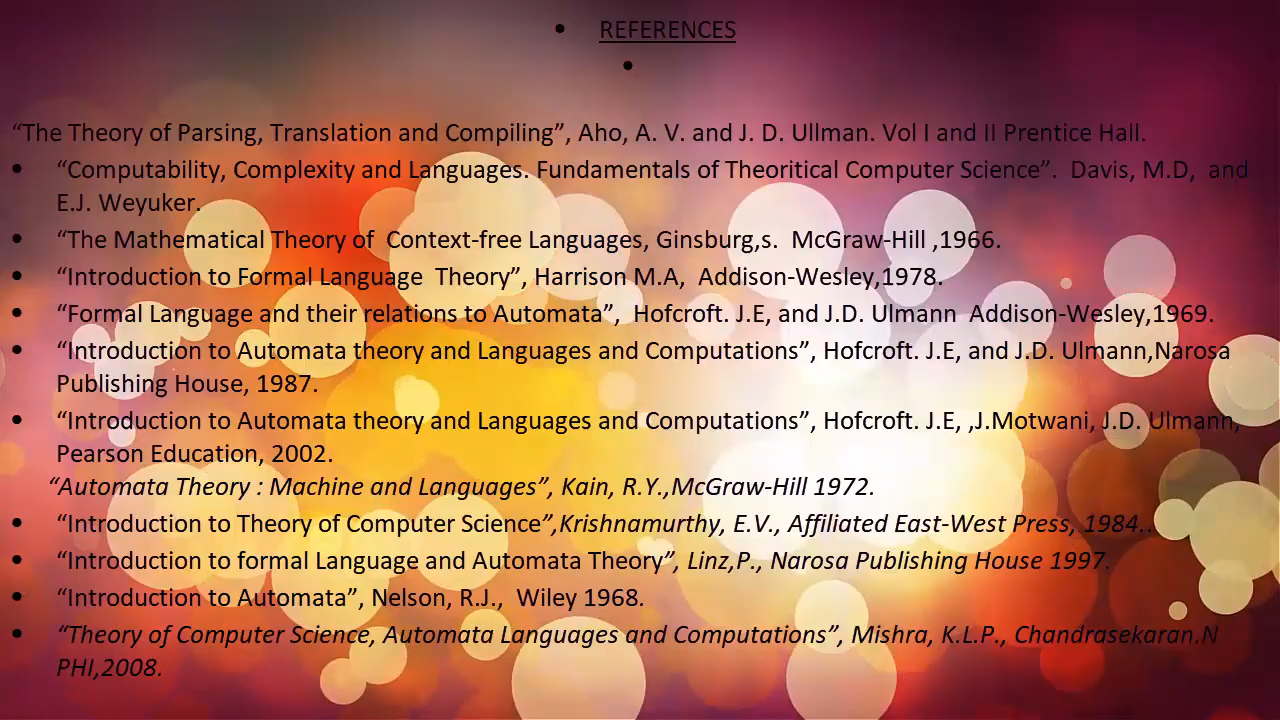 • REFERENCES
•
“The Theory of Parsing, Translation and Compiling”, Aho, A. V. and J. D. Ullman. Vol I and II Prentice Hall.
• “Computability, Complexity and Languages. Fundamentals of Theoritical Computer Science”.  Davis, M.D,  and
E.J. Weyuker.
• “The Mathematical Theory of  Context-free Languages, Ginsburg,s.  McGraw-Hill ,1966.
• “Introduction to Formal Language  Theory”, Harrison M.A,  Addison-Wesley,1978.
• “Formal Language and their relations to Automata”,  Hofcroft. J.E, and J.D. Ulmann  Addison-Wesley,1969.
• “Introduction to Automata theory and Languages and Computations”, Hofcroft. J.E, and J.D. Ulmann,Narosa
Publishing House, 1987.
• “Introduction to Automata theory and Languages and Computations”, Hofcroft. J.E, ,J.Motwani, J.D. Ulmann,
Pearson Education, 2002.
“Automata Theory : Machine and Languages”, Kain, R.Y.,McGraw-Hill 1972.
• “Introduction to Theory of Computer Science”,Krishnamurthy, E.V., Affiliated East-West Press, 1984..
• “Introduction to formal Language and Automata Theory”, Linz,P., Narosa Publishing House 1997.
• “Introduction to Automata”, Nelson, R.J.,  Wiley 1968.
• “Theory of Computer Science, Automata Languages and Computations”, Mishra, K.L.P., Chandrasekaran.N
PHI,2008.